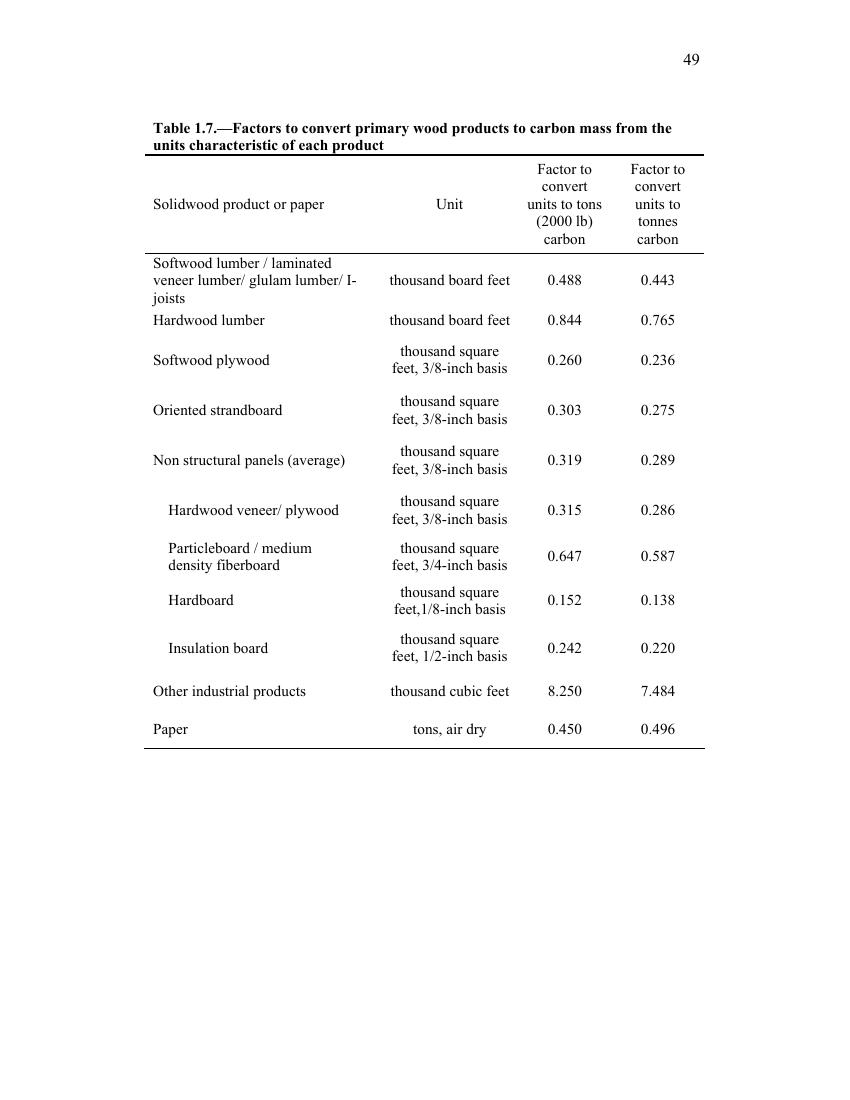 49
Table 1.7.—Factors to convert primary wood products to carbon mass from the
units characteristic of each product
Solidwood product or paper
Unit
Factor to
convert
units to tons
(2000 lb)
carbon
Factor to
convert
units to
tonnes
carbon
Softwood lumber / laminated
veneer lumber/ glulam lumber/ I-
joists
thousand board feet
0.488
0.443
Hardwood lumber
thousand board feet
0.844
0.765
Softwood plywood
thousand square
feet, 3/8-inch basis
0.260
0.236
Oriented strandboard
thousand square
feet, 3/8-inch basis
0.303
0.275
Non structural panels (average)
thousand square
feet, 3/8-inch basis
0.319
0.289
Hardwood veneer/ plywood
thousand square
feet, 3/8-inch basis
0.315
0.286
Particleboard / medium
density fiberboard
thousand square
feet, 3/4-inch basis
0.647
0.587
Hardboard
thousand square
feet,1/8-inch basis
0.152
0.138
Insulation board
thousand square
feet, 1/2-inch basis
0.242
0.220
Other industrial products
thousand cubic feet
8.250
7.484
Paper
tons, air dry
0.450
0.496